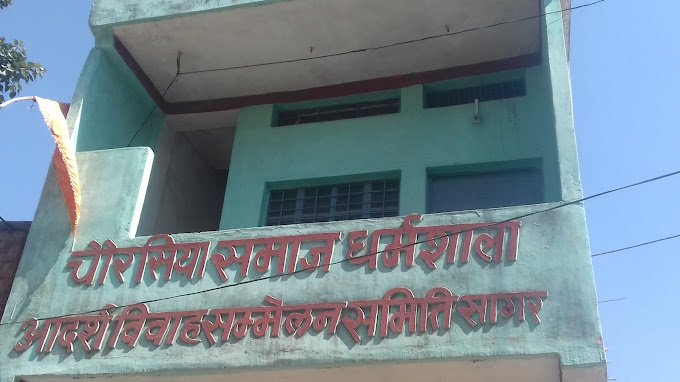 चौरसिया समाज धर्मशाला
आदर्श विवाह सम्मेलन समिति सागर